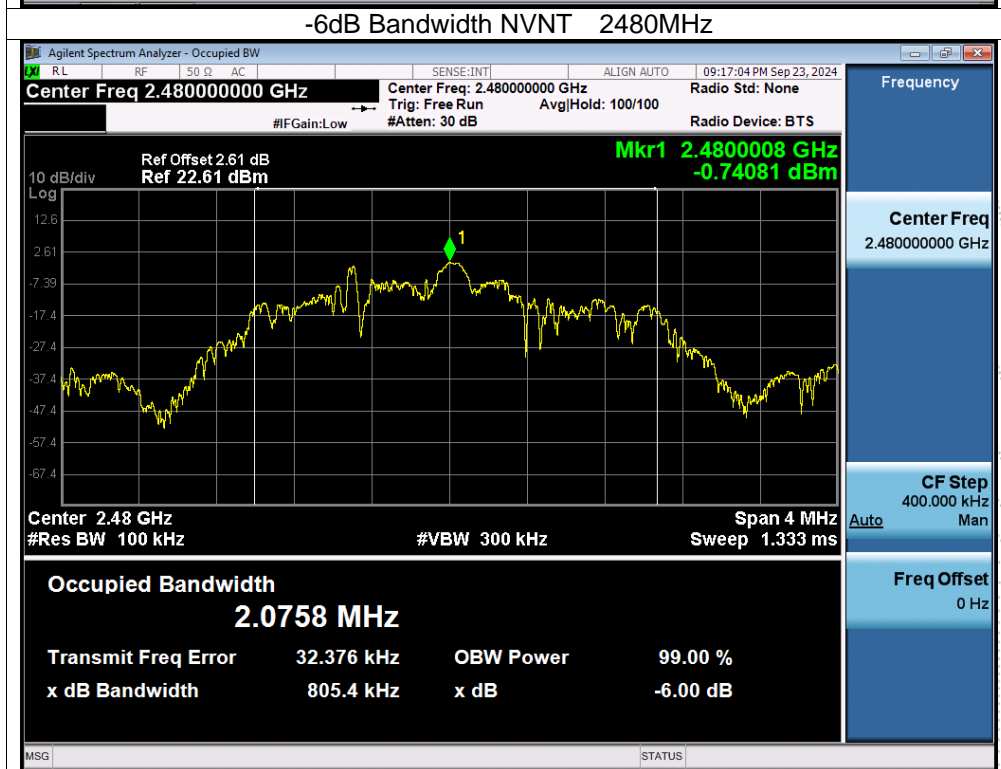 -6dB Bandwidth NVNT 2480MHz
Agilent Spectrum Analyzer - Occupied BW
LXI RL RF 50 Ω AC SENSE:INT ALIGN AUTO 09:17:04 PM Sep 23, 2024
Center Freq 2.480000000 GHz
Center Freq: 2.480000000 GHz
Radio Std: None
Trig: Free Run Avg|Hold: 100/100
#IFGain:Low
#Atten: 30 dB
Radio Device: BTS
Frequency
Ref Offset 2.61 dB
10 dB/div Ref 22.61 dBm
Mkr1 2.4800008 GHz
-0.74081 dBm
Log
12.6
2.61
-7.39
-17.4
-27.4
-37.4
-47.4
-57.4
-67.4
1
Center 2.48 GHz
Span 4 MHz
#Res BW 100 kHz
#VBW 300 kHz
Sweep 1.333 ms
Center Freq
2.480000000 GHz
CF Step
400.000 kHz
Auto Man
Freq Offset
0 Hz
Occupied Bandwidth
2.0758 MHz
Transmit Freq Error 32.376 kHz OBW Power 99.00 %
x dB Bandwidth 805.4 kHz x dB -6.00 dB
MSG STATUS